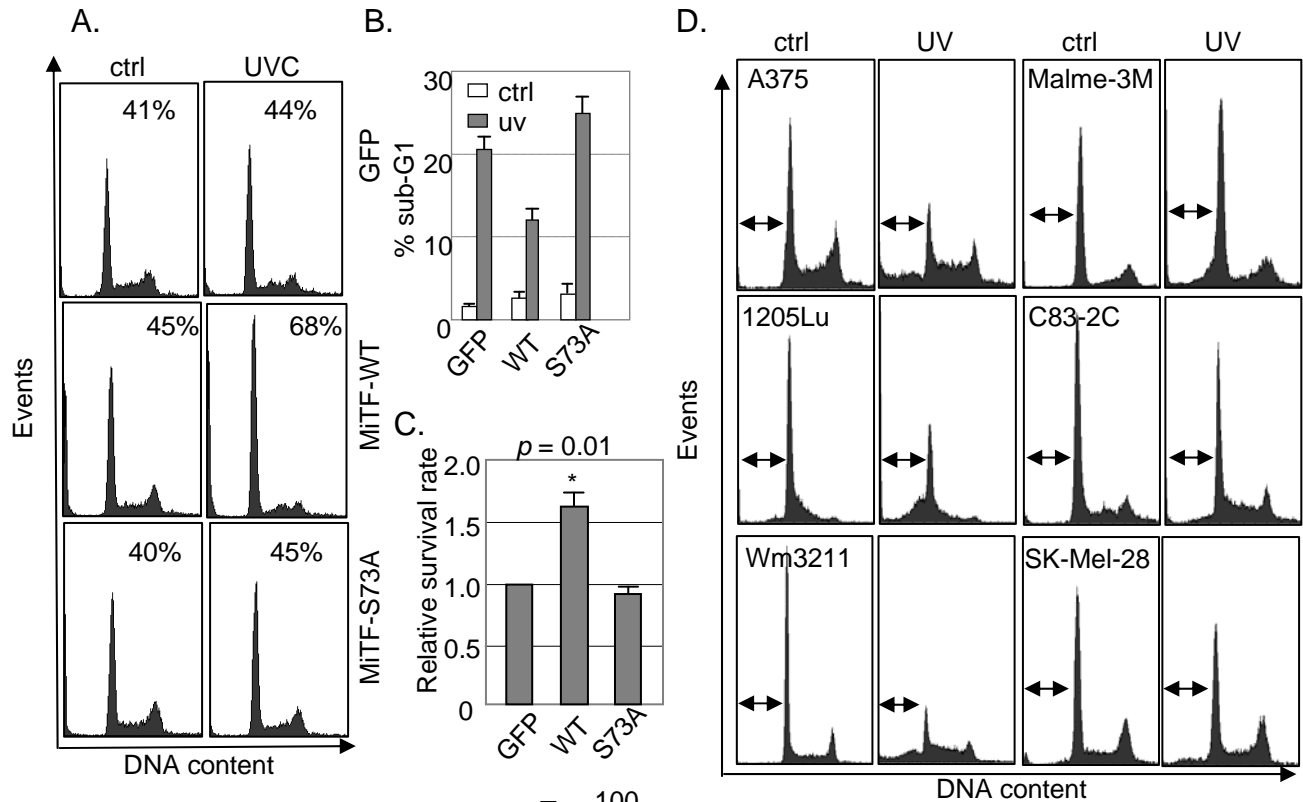 A.
ctrl UVC
41% 44%
GFP
45% 68%
MiTF-WT
40% 45%
MiTF-S73A
Events
DNA content
B.
30
20
10
0
% sub-G1
ctrl
uv
GFP WT S73A
C.
p = 0.01
*
2.0
1.5
1.0
0.5
0
Relative survival rate
GFP WT S73A
100
D.
ctrl UV ctrl UV
A375 Malme-3M
1205Lu C83-2C
Wm3211 SK-Mel-28
Events
DNA content